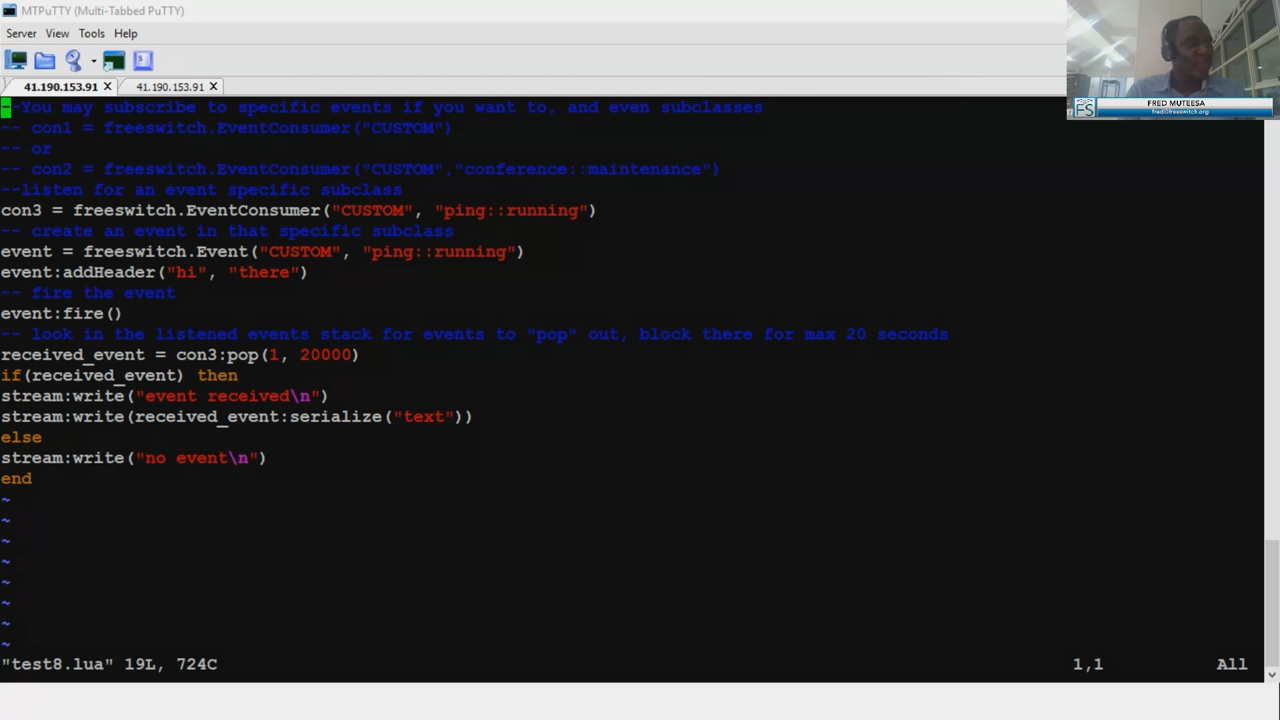 MTPuTTY (Multi-Tabbed PuTTY)
Server View Tools Help
41.190.153.91 41.190.153.91
--You may subscribe to specific events if you want to, and even subclasses
-- con1 = freeswitch.EventConsumer("CUSTOM")
-- or
-- con2 = freeswitch.EventConsumer("CUSTOM","conference::maintenance")
--listen for an event specific subclass
con3 = freeswitch.EventConsumer("CUSTOM", "ping::running")
-- create an event in that specific subclass
event = freeswitch.Event("CUSTOM", "ping::running")
event:addHeader("hi", "there")
-- fire the event
event:fire()
-- look in the listened events stack for events to "pop" out, block there for max 20 seconds
received_event = con3:pop(1, 20000)
if(received_event) then
stream:write("event received\n")
stream:write(received_event:serialize("text"))
else
stream:write("no event\n")
end
~
~
~
~
~
~
~
~
"test8.lua" 19L, 724C 1,1 All
FS
FRED MUTEESA
fred@freeswitch.org